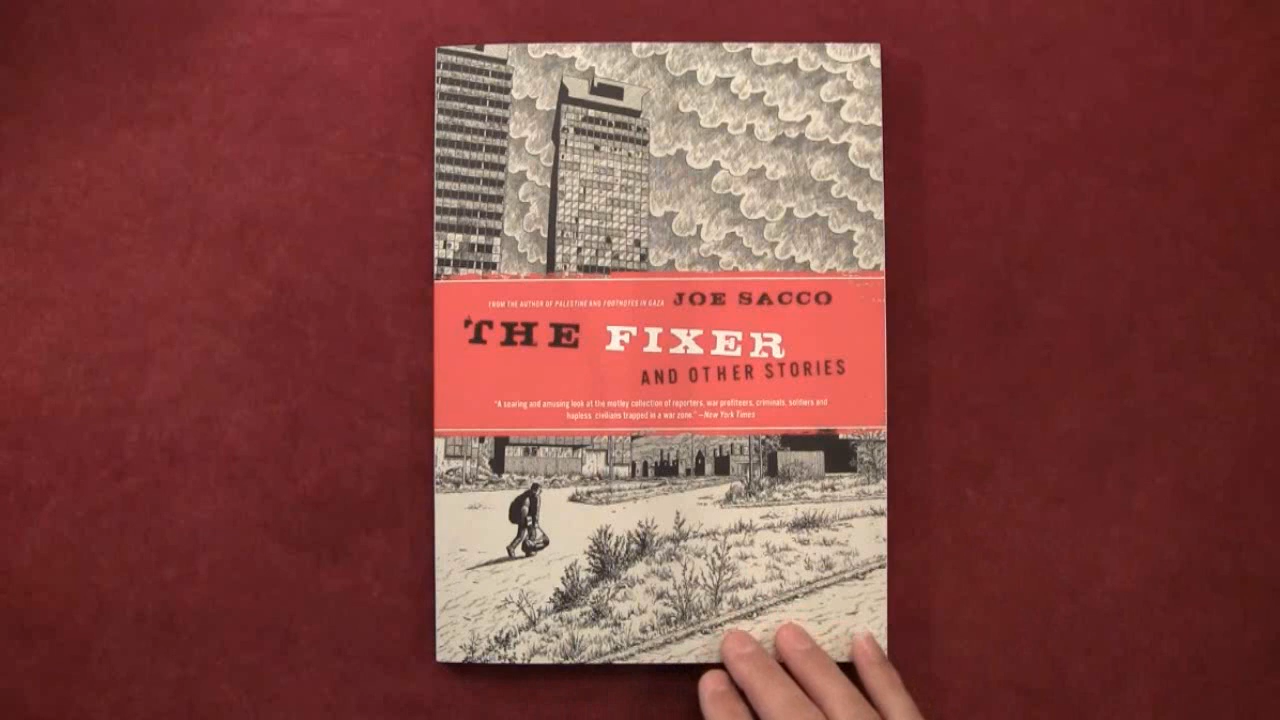 FROM THE AUTHOR OF PALESTINE AND FOOTNOTES IN GAZA JOE SACCO
THE FIXER
AND OTHER STORIES
"A searing and amusing look at the motley collection of reporters, war profiteers, criminals, soldiers and
hapless civilians trapped in a war zone." —New York Times